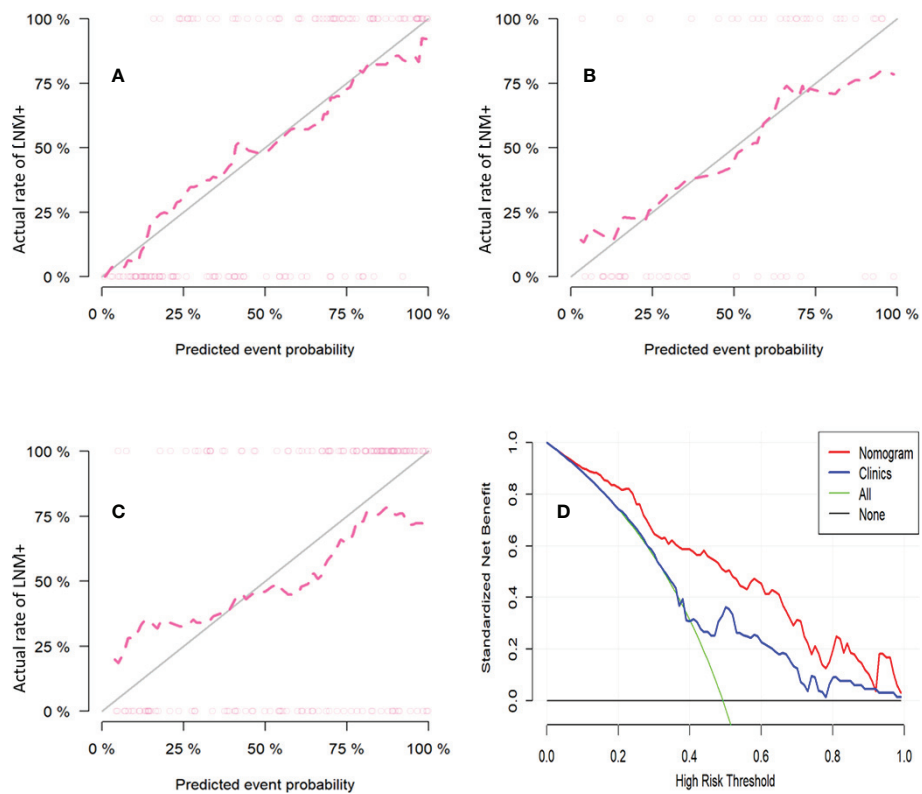 A
Actual rate of LNM+
100 %
75 %
50 %
25 %
0 %
0 % 25 % 50 % 75 % 100 %
Predicted event probability
B
Actual rate of LNM+
100 %
75 %
50 %
25 %
0 %
0 % 25 % 50 % 75 % 100 %
Predicted event probability
C
Actual rate of LNM+
100 %
75 %
50 %
25 %
0 %
0 % 25 % 50 % 75 % 100 %
Predicted event probability
D
Standardized Net Benefit
1.0
0.8
0.6
0.4
0.2
0.0
Nomogram
Clinics
All
None
0.0 0.2 0.4 0.6 0.8 1.0
High Risk Threshold